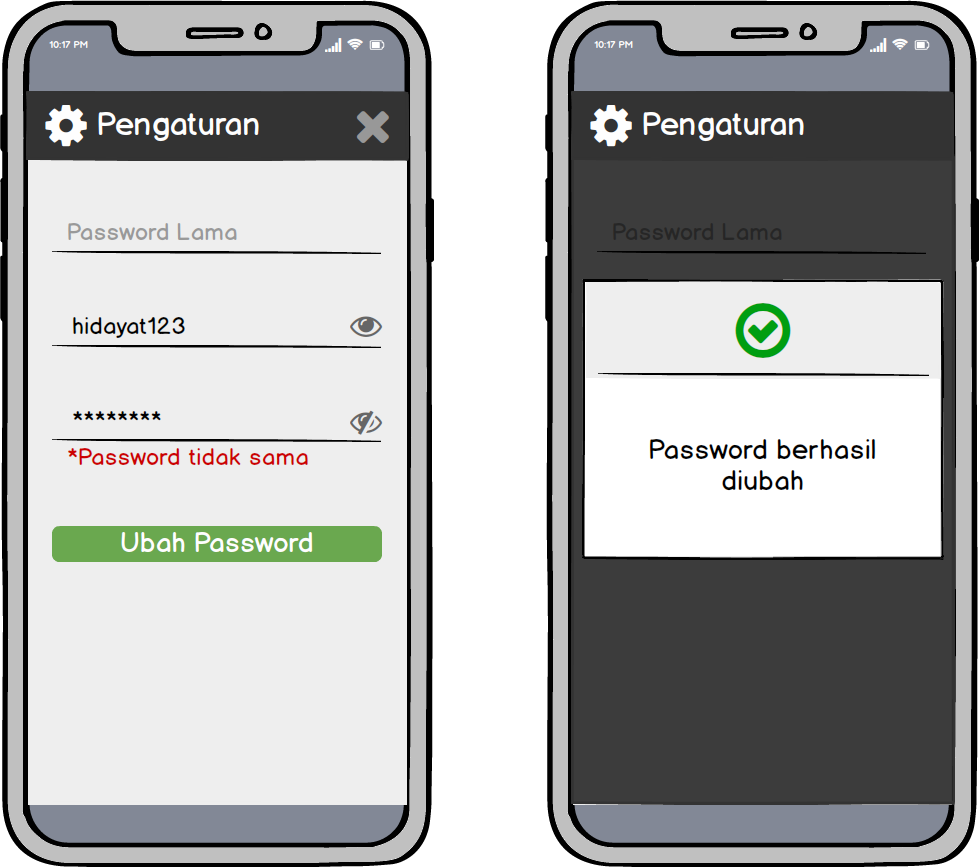 10:17 PM
Pengaturan
Password Lama
hidayat123
********
*Password tidak sama
Ubah Password
10:17 PM
Pengaturan
Password Lama
Password berhasil
diubah